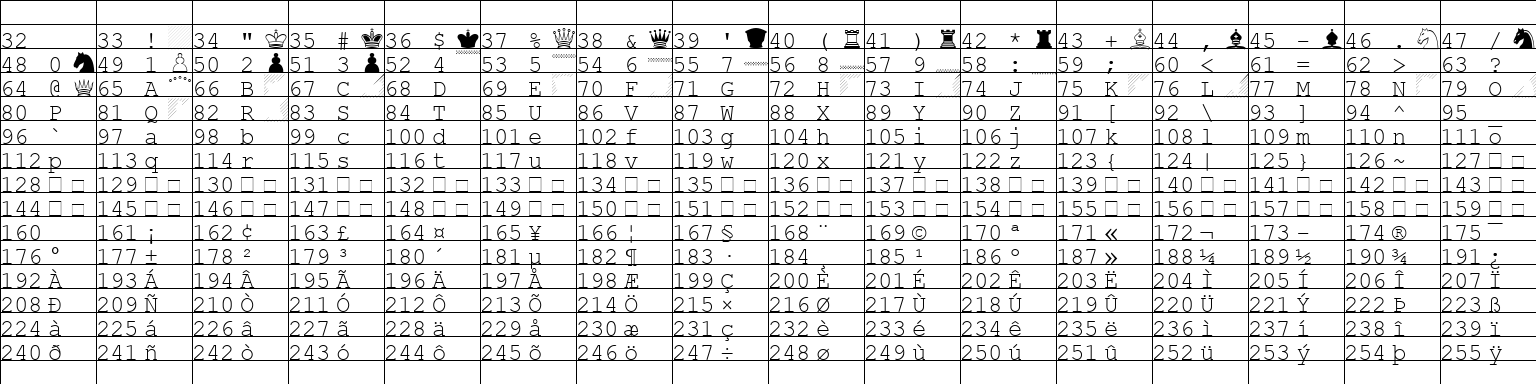 32 33 ! 34 " ♔ 35 # ♚ 36 $ ♚ 37 % ♕ 38 & ♛ 39 ' 40 ( ♖ 41 ) ♜ 42 * ♜ 43 + ♗ 44 , ♝ 45 - ♝ 46 . ♘ 47 / ♞
48 0 ♞ 49 1 ♙ 50 2 ♟ 51 3 ♟ 52 4 53 5 54 6 55 7 56 8 57 9 58 : 59 ; 60 < 61 = 62 > 63 ?
64 @ ♕ 65 A 66 B 67 C 68 D 69 E 70 F 71 G 72 H 73 I 74 J 75 K 76 L 77 M 78 N 79 O
80 P 81 Q 82 R 83 S 84 T 85 U 86 V 87 W 88 X 89 Y 90 Z 91 [ 92 \ 93 ] 94 ^ 95 _
96 ` 97 a 98 b 99 c 100 d 101 e 102 f 103 g 104 h 105 i 106 j 107 k 108 l 109 m 110 n 111 o
112 p 113 q 114 r 115 s 116 t 117 u 118 v 119 w 120 x 121 y 122 z 123 { 124 | 125 } 126 ~ 127 □ □
128 □ □ 129 □ □ 130 □ □ 131 □ □ 132 □ □ 133 □ □ 134 □ □ 135 □ □ 136 □ □ 137 □ □ 138 □ □ 139 □ □ 140 □ □ 141 □ □ 142 □ □ 143 □ □
144 □ □ 145 □ □ 146 □ □ 147 □ □ 148 □ □ 149 □ □ 150 □ □ 151 □ □ 152 □ □ 153 □ □ 154 □ □ 155 □ □ 156 □ □ 157 □ □ 158 □ □ 159 □ □
160 161 ¡ 162 ¢ 163 £ 164 ¤ 165 ¥ 166 ¦ 167 § 168 ¨ 169 © 170 ª 171 « 172 ¬ 173 - 174 ® 175 ¯
176 ° 177 ± 178 ² 179 ³ 180 ´ 181 µ 182 ¶ 183 · 184 ¸ 185 ¹ 186 º 187 » 188 ¼ 189 ½ 190 ¾ 191 ¿
192 À 193 Á 194 Â 195 Ã 196 Ä 197 Å 198 Æ 199 Ç 200 È 201 É 202 Ê 203 Ë 204 Ì 205 Í 206 Î 207 Ï
208 Ð 209 Ñ 210 Ò 211 Ó 212 Ô 213 Õ 214 Ö 215 × 216 Ø 217 Ù 218 Ú 219 Û 220 Ü 221 Ý 222 Þ 223 ß
224 à 225 á 226 â 227 ã 228 ä 229 å 230 æ 231 ç 232 è 233 é 234 ê 235 ë 236 ì 237 í 238 î 239 ï
240 ð 241 ñ 242 ò 243 ó 244 ô 245 õ 246 ö 247 ÷ 248 ø 249 ù 250 ú 251 û 252 ü 253 ý 254 þ 255 ÿ